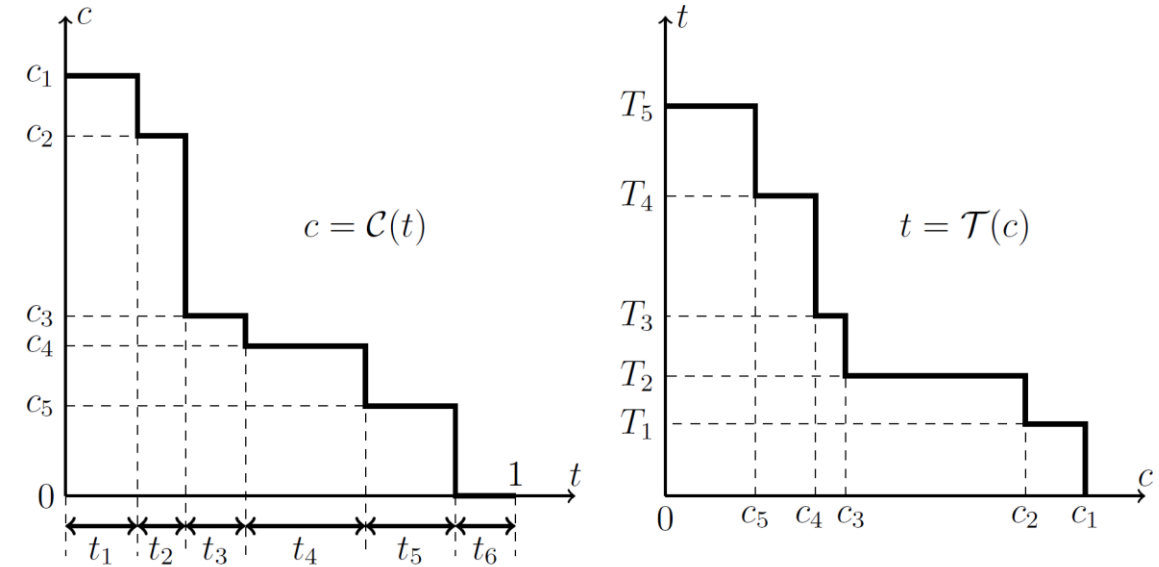 c
c₁
c₂
c = 𝒞(t)
c₃
c₄
c₅
0
1
t
t₁ t₂ t₃ t₄ t₅ t₆
t
T₅
T₄
t = 𝒯(c)
T₃
T₂
T₁
c
0 c₅ c₄ c₃ c₂ c₁